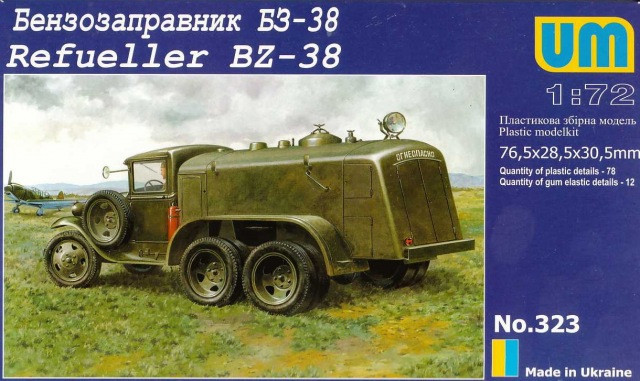 Бензозаправник БЗ-38
Refueller BZ-38
um
1:72
Пластикова збірна модель
Plastic modelkit
76,5x28,5x30,5mm
Quantity of plastic details - 78
Quantity of gum elastic details - 12
ОГНЕОПАСНО
No.323
Made in Ukraine